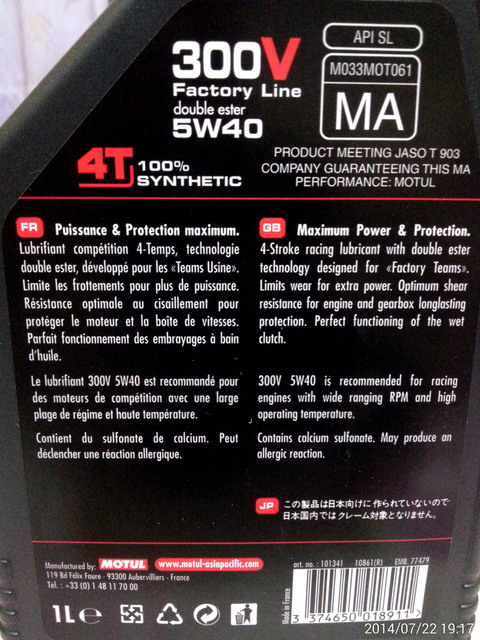 300V
Factory Line
double ester
5W40
4T 100%
SYNTHETIC
API SL
M033MOT061
MA
PRODUCT MEETING JASO T 903
COMPANY GUARANTEEING THIS MA
PERFORMANCE: MOTUL
FR Puissance & Protection maximum.
Lubrifiant compétition 4-Temps, technologie
double ester, développé pour les «Teams Usine».
Limite les frottements pour plus de puissance.
Résistance optimale au cisaillement pour
protéger le moteur et la boite de vitesses.
Parfait fonctionnement des embrayages à bain
d'huile.
Le lubrifiant 300V 5W40 est recommandé pour
des moteurs de compétition avec une large
plage de régime et haute température.
Contient du sulfonate de calcium. Peut
déclencher une réaction allergique.
GB Maximum Power & Protection.
4-Stroke racing lubricant with double ester
technology designed for «Factory Teams».
Limits wear for extra power. Optimum shear
resistance for engine and gearbox longlasting
protection. Perfect functioning of the wet
clutch.
300V 5W40 is recommended for racing
engines with wide ranging RPM and high
operating temperature.
Contains calcium sulfonate. May produce an
allergic reaction.
JP この製品は日本向けに作られていないので
日本国内ではクレーム対象となりません。
Manufactured by: MOTUL www.motul-asiapacific.com
119 Bd Félix Faure - 93300 Aubervilliers - France
Tél. : +33 (0) 1 48 11 70 00
1L℮
art. no : 101341 10861(R) EMB. 77479
Made in France
3 374650 018911 >
2014/07/22 19:17